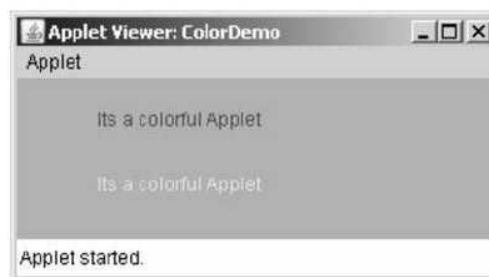 Applet Viewer: ColorDemo
Applet
Its a colorful Applet
Its a colorful Applet
Applet started.